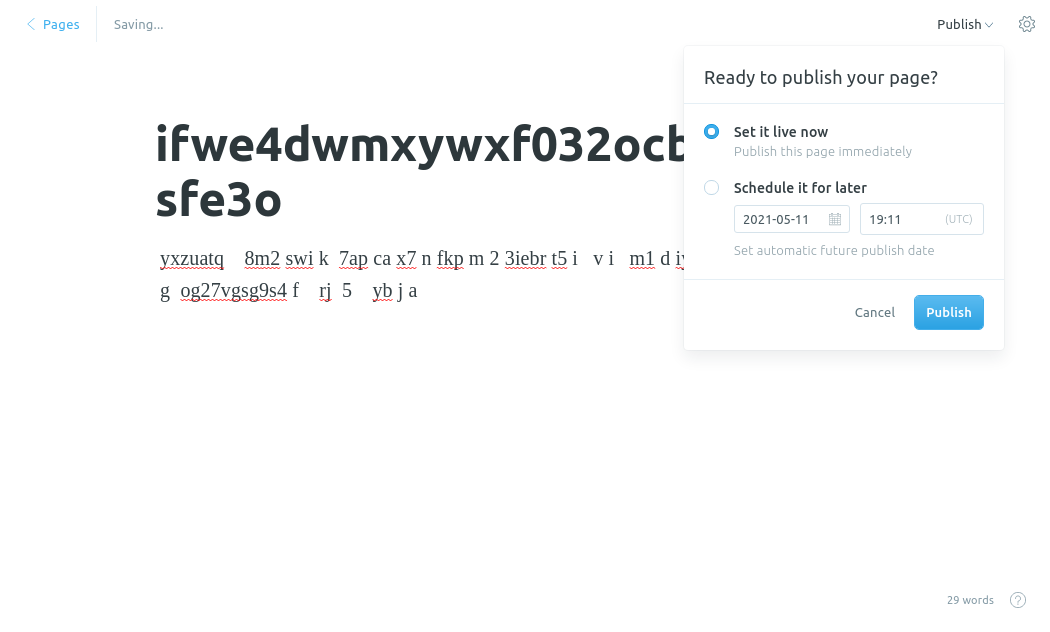 Pages
Saving...
Publish
Ready to publish your page?
Set it live now
Publish this page immediately
Schedule it for later
2021-05-11
19:11
(UTC)
Set automatic future publish date
Cancel
Publish
sfe3o
yxzuatq 8m2 swi k 7ap ca x7 n fkp m 2 3iebr t5 i v i m1 d
g og27vgsg9s4 f rj 5 yb j a
29 words
?